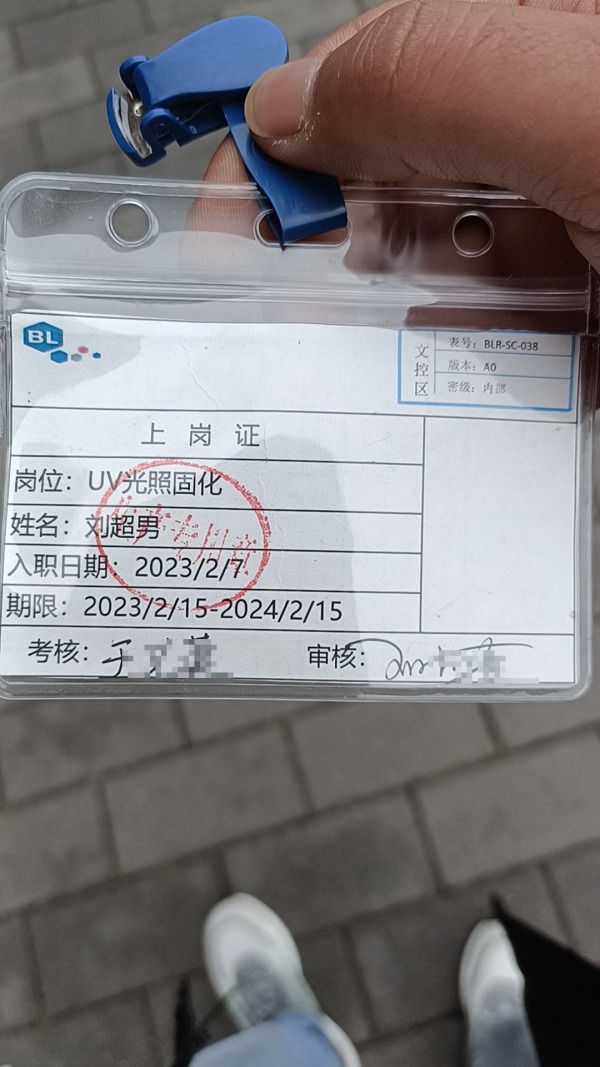 BL
文控区
表号：BLR-SC-038
版本：A0
密级：内部
上 岗 证
岗位：UV光照固化
姓名：刘超男
入职日期：2023/2/7
期限：2023/2/15-2024/2/15
考核：于
审核：